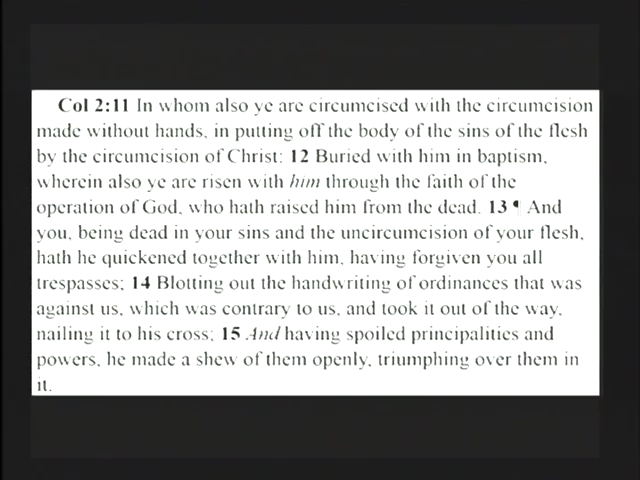 Col 2:11 In whom also ye are circumcised with the circumcision
made without hands, in putting off the body of the sins of the flesh
by the circumcision of Christ: 12 Buried with him in baptism,
wherein also ye are risen with him through the faith of the
operation of God, who hath raised him from the dead. 13 ¶ And
you, being dead in your sins and the uncircumcision of your flesh,
hath he quickened together with him, having forgiven you all
trespasses; 14 Blotting out the handwriting of ordinances that was
against us, which was contrary to us, and took it out of the way,
nailing it to his cross; 15 And having spoiled principalities and
powers, he made a shew of them openly, triumphing over them in
it.